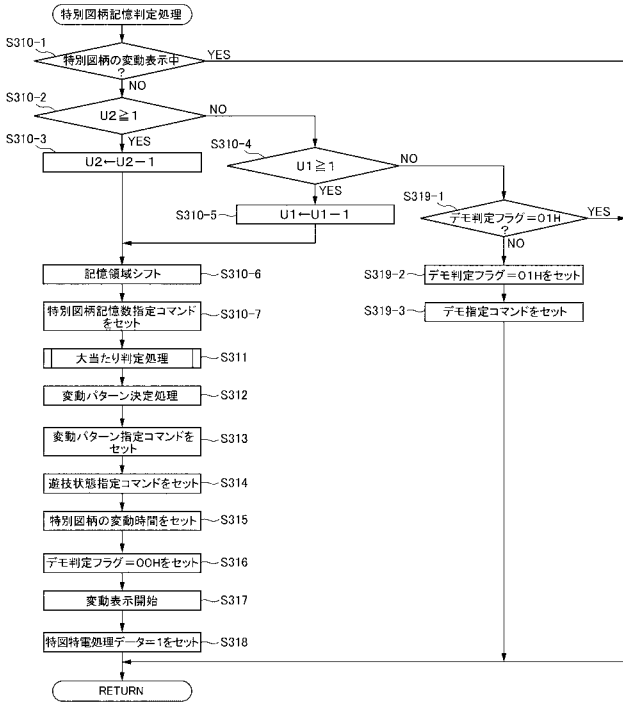 特別図柄記憶判定処理
S310-1
特別図柄の変動表示中
?
YES
NO
S310-2
U2≧1
NO
YES
S310-3
U2←U2-1
S310-4
U1≧1
NO
YES
S310-5
U1←U1-1
S319-1
デモ判定フラグ=01H
?
YES
NO
記憶領域シフト
S310-6
S319-2
デモ判定フラグ=01Hをセット
特別図柄記憶数指定コマンド
をセット
S310-7
S319-3
デモ指定コマンドをセット
大当たり判定処理
S311
変動パターン決定処理
S312
変動パターン指定コマンドを
セット
S313
遊技状態指定コマンドをセット
S314
特別図柄の変動時間をセット
S315
デモ判定フラグ=00Hをセット
S316
変動表示開始
S317
特図特電処理データ=1をセット
S318
RETURN